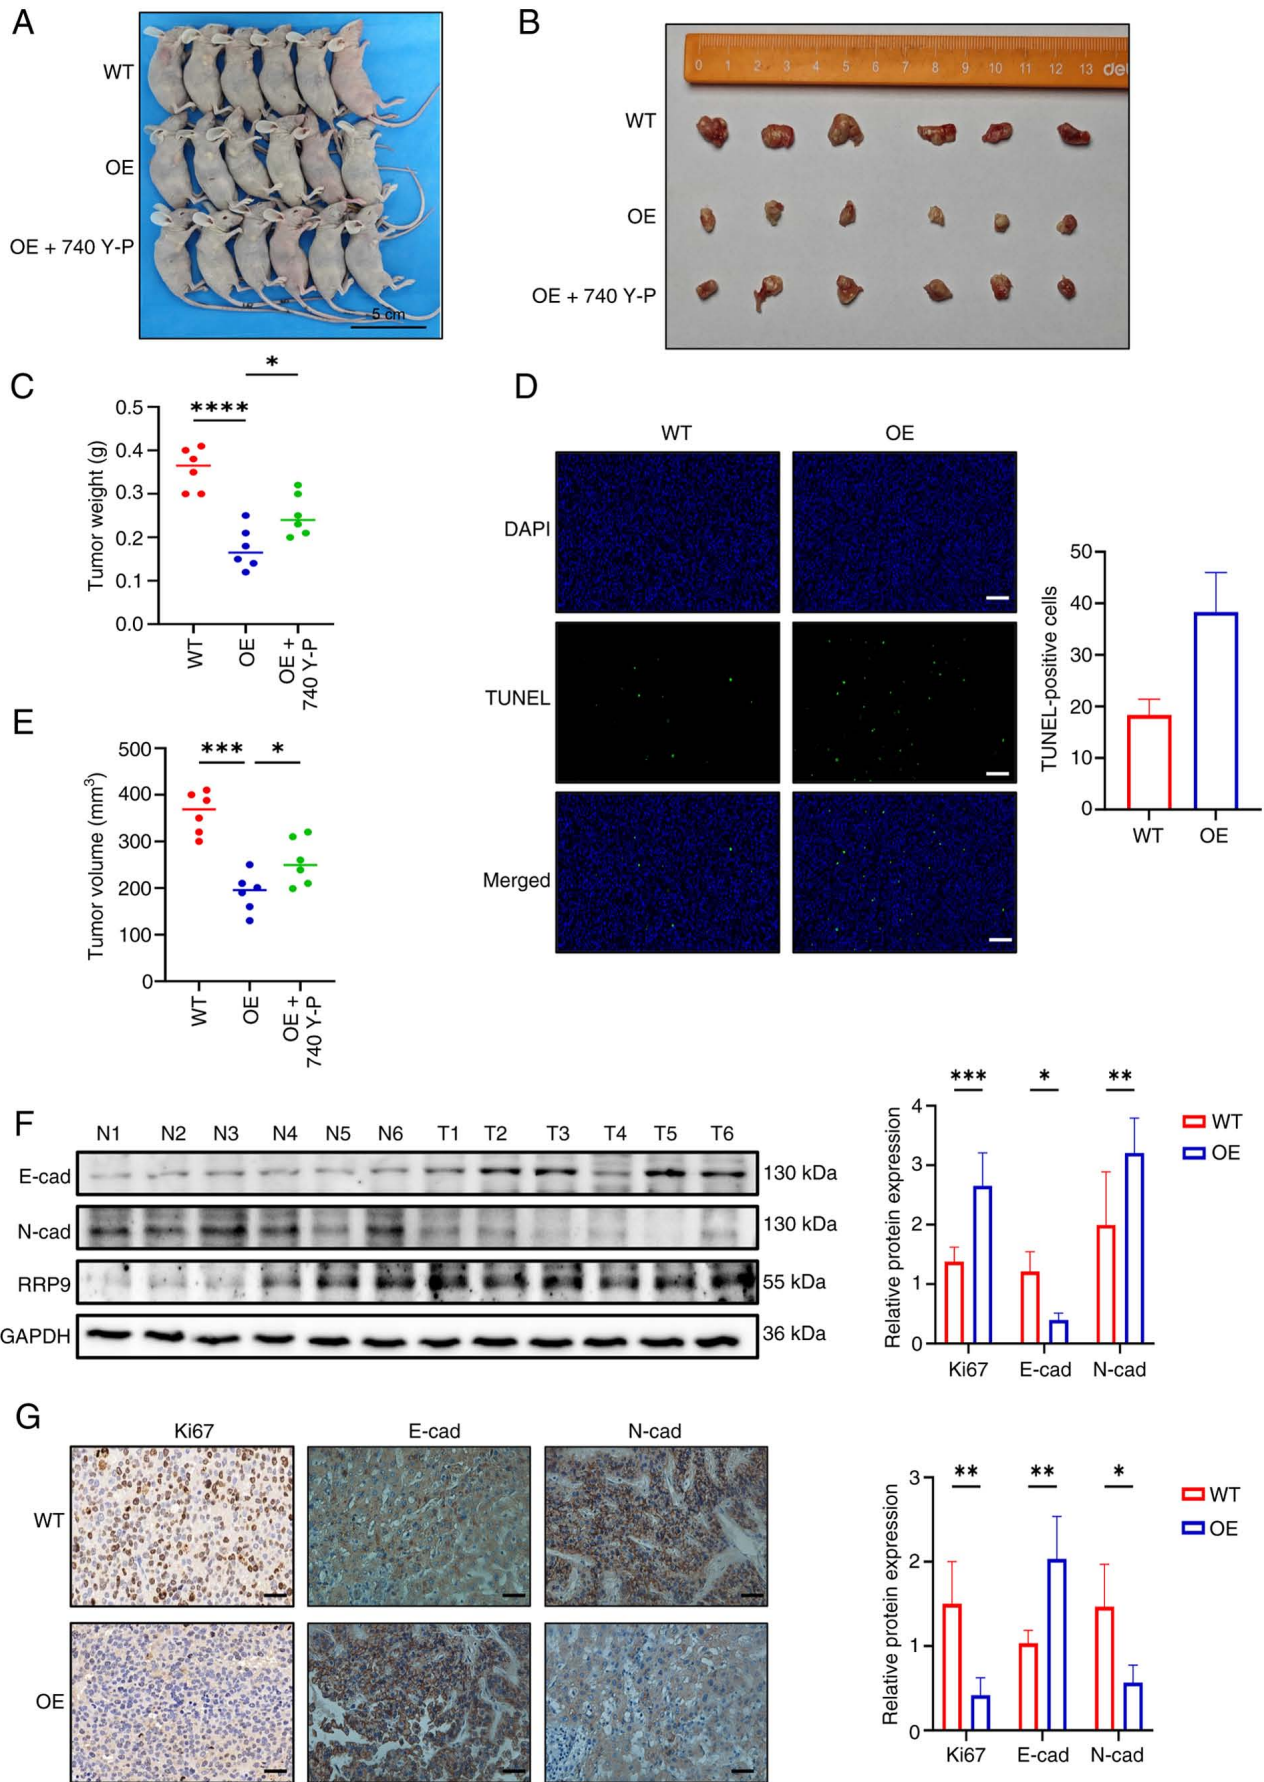 A
WT
OE
OE + 740 Y-P
5 cm
B
0 1 2 3 4 5 6 7 8 9 10 11 12 13 del
WT
OE
OE + 740 Y-P
C
*
****
Tumor weight (g)
0.5
0.4
0.3
0.2
0.1
0.0
WT
OE
OE +
740 Y-P
D
WT OE
DAPI
TUNEL
Merged
TUNEL-positive cells
50
40
30
20
10
0
WT OE
E
*** *
Tumor volume (mm3)
500
400
300
200
100
0
WT
OE
OE +
740 Y-P
F
N1 N2 N3 N4 N5 N6 T1 T2 T3 T4 T5 T6
E-cad 130 kDa
N-cad 130 kDa
RRP9 55 kDa
GAPDH 36 kDa
*** * **
Relative protein expression
4
3
2
1
0
Ki67 E-cad N-cad
WT
OE
G
Ki67 E-cad N-cad
WT
OE
** ** *
Relative protein expression
3
2
1
0
Ki67 E-cad N-cad
WT
OE